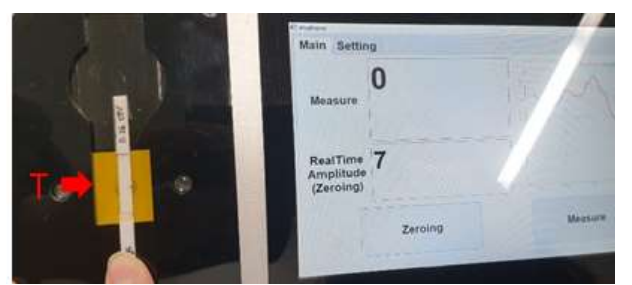 T
Main Setting
0
Measure
RealTime
Amplitude
(Zeroing)
7
Zeroing
Measure